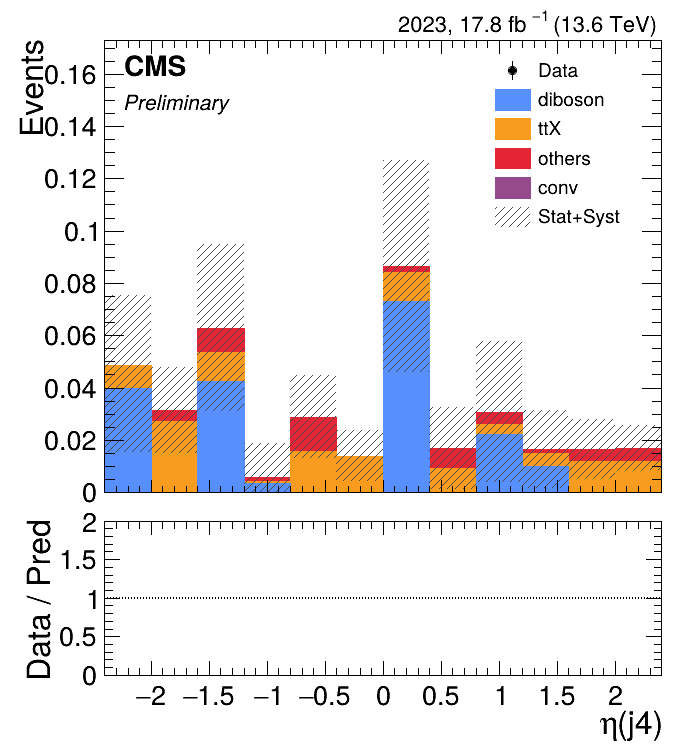 2023, 17.8 fb⁻¹ (13.6 TeV)
CMS
Preliminary
Data
diboson
ttX
others
conv
Stat+Syst
Events
0.16
0.14
0.12
0.1
0.08
0.06
0.04
0.02
0
Data / Pred
2
1.5
1
0.5
0
−2 −1.5 −1 −0.5 0 0.5 1 1.5 2
η(j4)